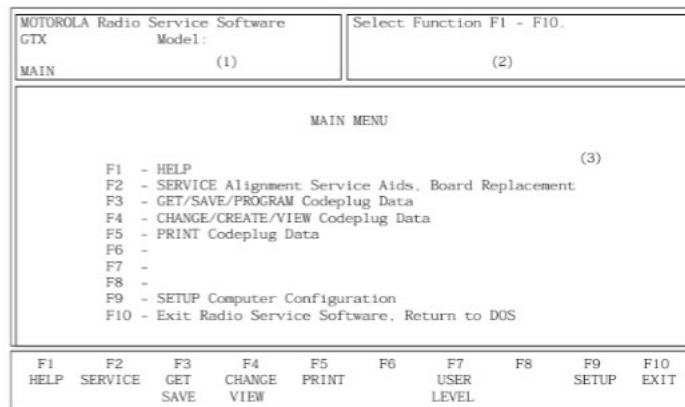 MOTOROLA Radio Service Software
GTX Model:
(1)
MAIN
Select Function F1 - F10.
(2)
MAIN MENU
(3)
F1 - HELP
F2 - SERVICE Alignment Service Aids, Board Replacement
F3 - GET/SAVE/PROGRAM Codeplug Data
F4 - CHANGE/CREATE/VIEW Codeplug Data
F5 - PRINT Codeplug Data
F6 -
F7 -
F8 -
F9 - SETUP Computer Configuration
F10 - Exit Radio Service Software, Return to DOS
F1 F2 F3 F4 F5 F6 F7 F8 F9 F10
HELP SERVICE GET CHANGE PRINT USER SETUP EXIT
SAVE VIEW LEVEL